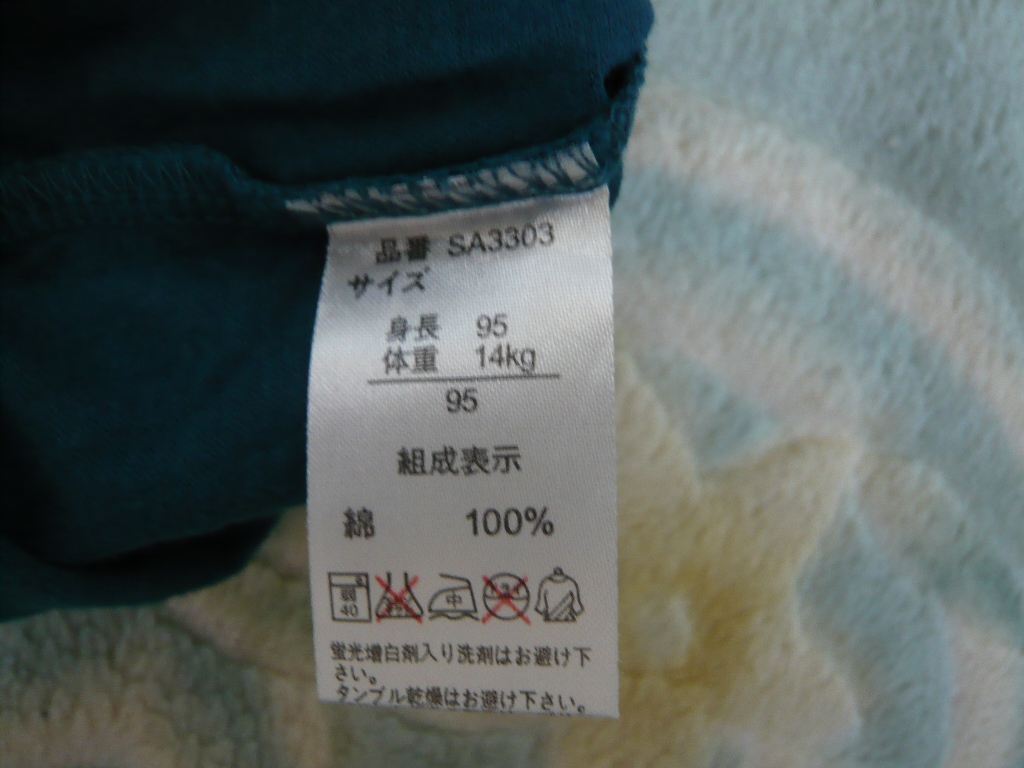 品番 SA3303
サイズ
身長 95
体重 14kg
95
組成表示
綿 100%
弱 40 中
蛍光増白剤入り洗剤はお避け下
さい。
タンブル乾燥はお避け下さい。